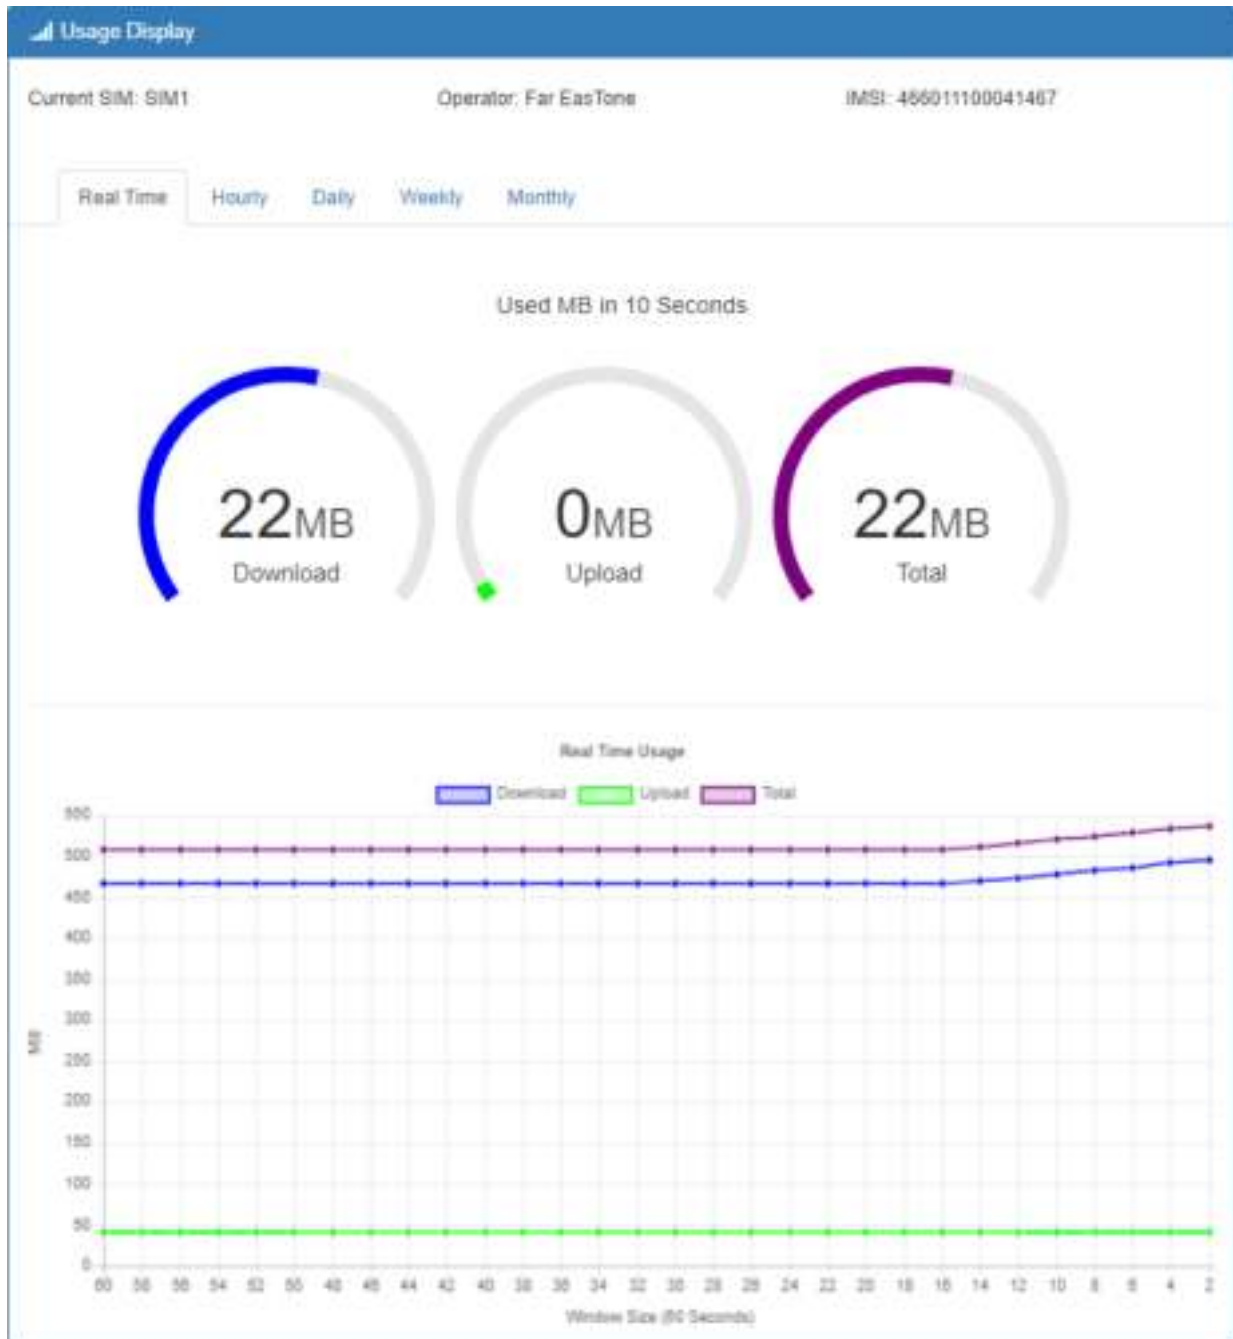 Usage Display
Current SIM: SIM1 Operator: Far EasTone IMSI: 466011100041467
Real Time Hourly Daily Weekly Monthly
Used MB in 10 Seconds
22MB 0MB 22MB
Download Upload Total
Real Time Usage
Download Upload Total
550
500
450
400
350
300
250
200
150
100
50
0
MB
60 58 56 54 52 50 48 46 44 42 40 38 36 34 32 30 28 26 24 22 20 18 16 14 12 10 8 6 4 2
Window Size (60 Seconds)